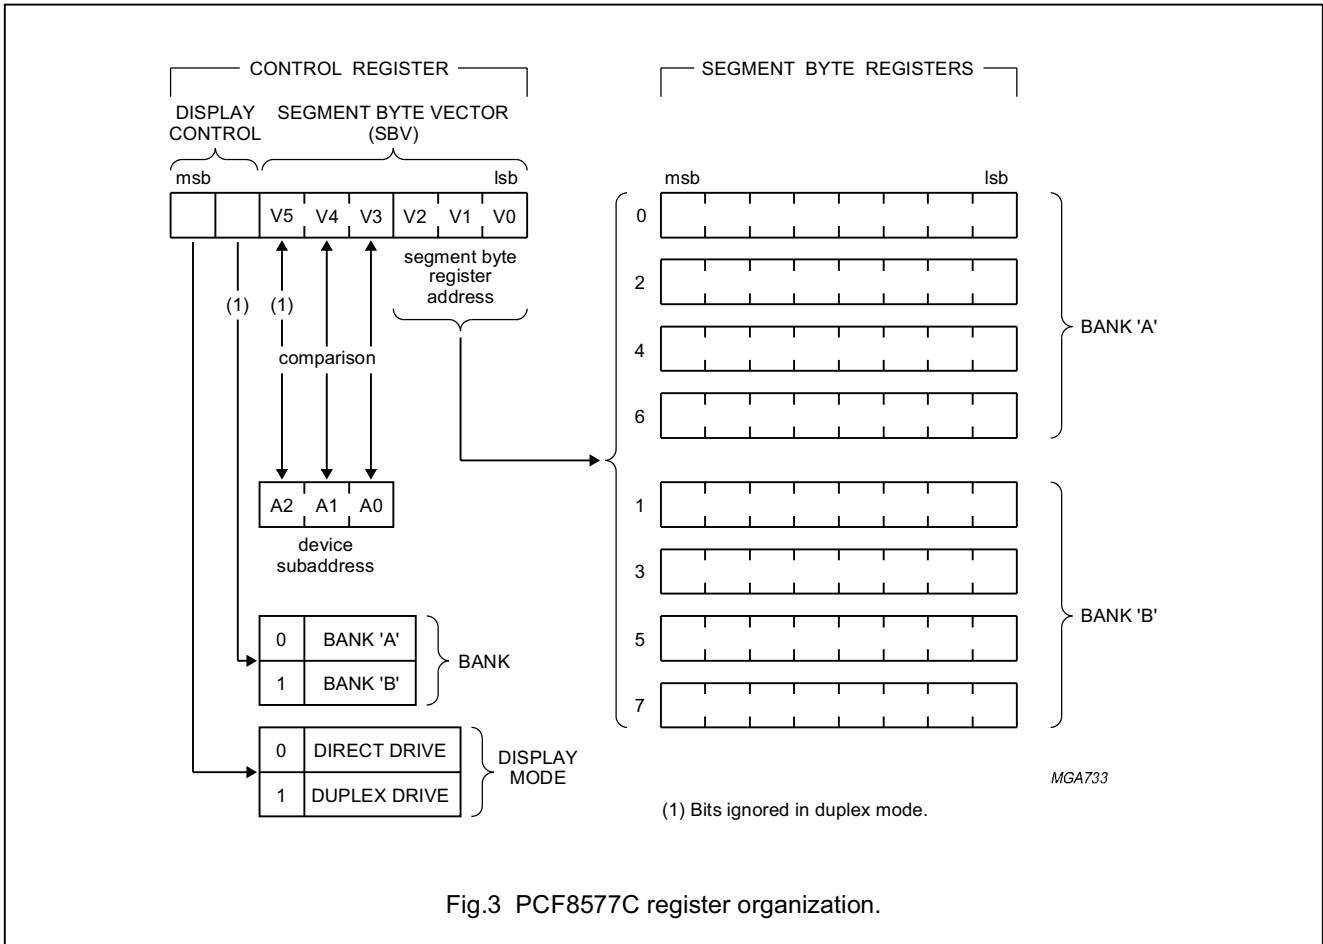 CONTROL REGISTER
DISPLAY CONTROL
SEGMENT BYTE VECTOR
(SBV)
msb
lsb
V5 V4 V3 V2 V1 V0
segment byte
register
address
(1)
(1)
comparison
A2 A1 A0
device
subaddress
0 BANK 'A'
1 BANK 'B'
BANK
0 DIRECT DRIVE
1 DUPLEX DRIVE
DISPLAY
MODE
SEGMENT BYTE REGISTERS
msb
lsb
0
2
4
6
BANK 'A'
1
3
5
7
BANK 'B'
MGA733
(1) Bits ignored in duplex mode.
Fig.3 PCF8577C register organization.